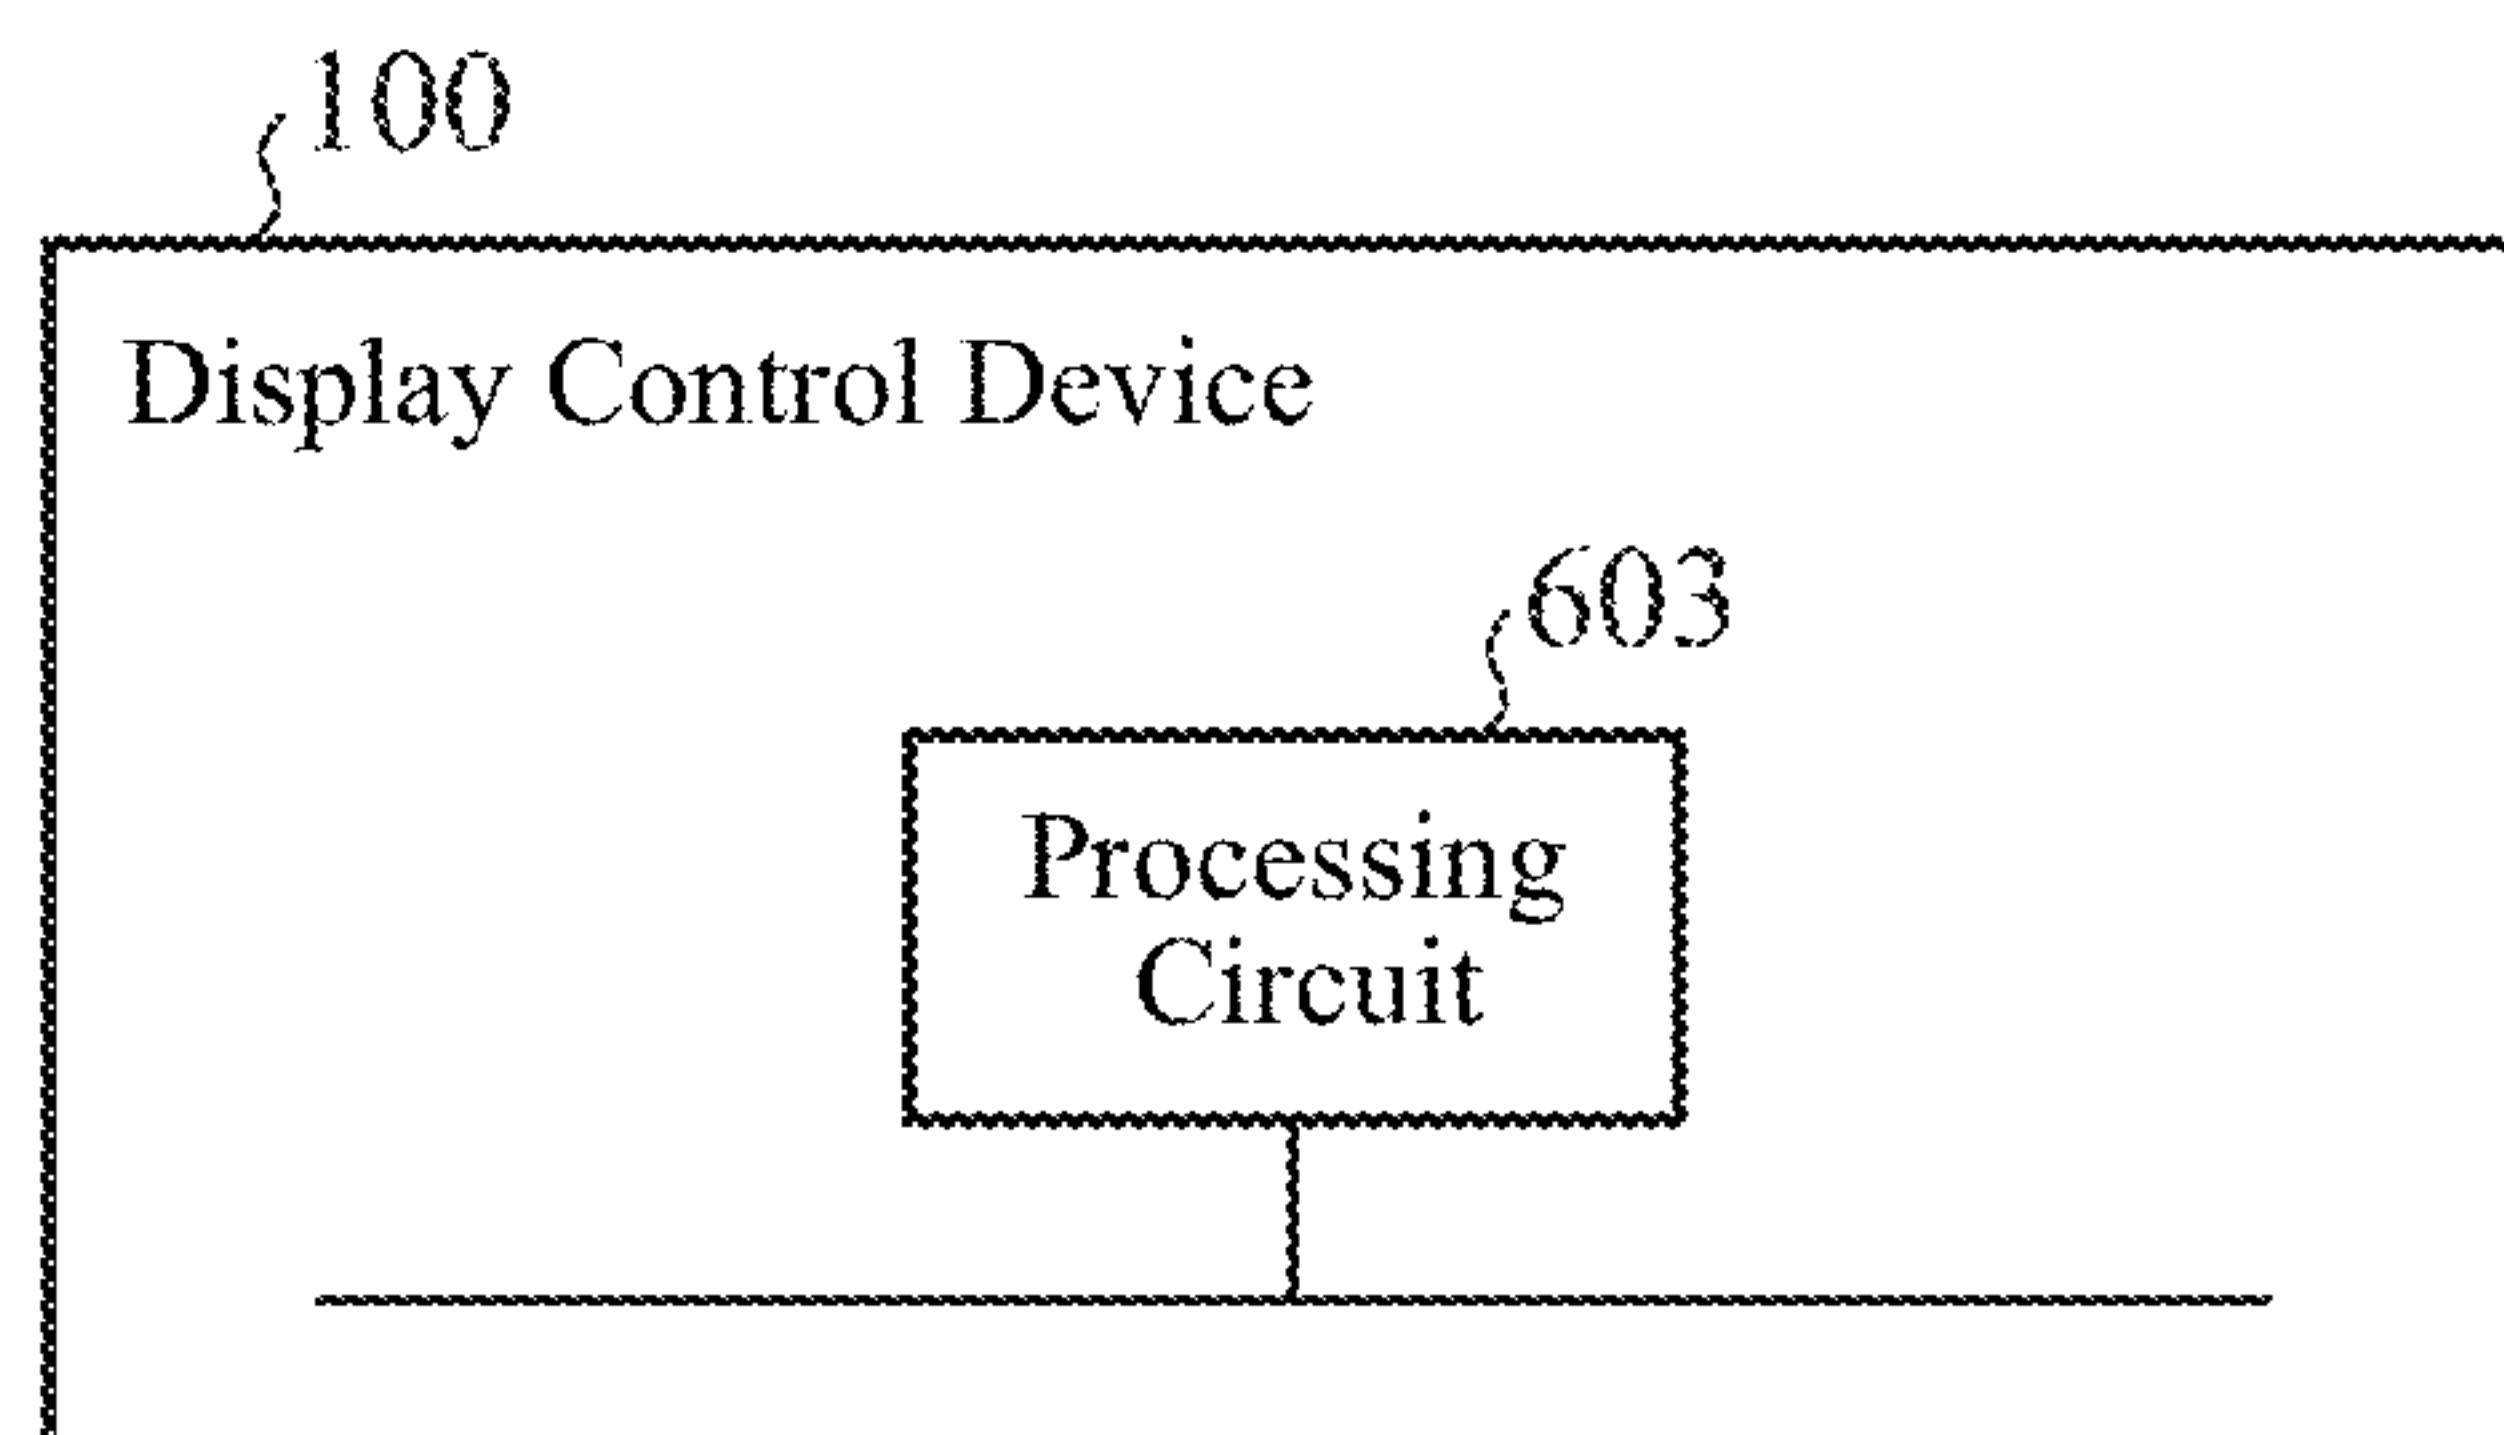 100
Display Control Device
603
Processing
Circuit